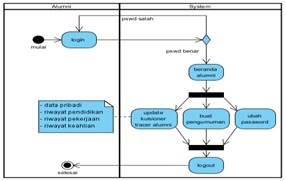 Alumni
System
pswd salah
mulai
login
pswd benar
beranda
alumni
- data pribadi
- riwayat pendidikan
- riwayat pekerjaan
- riwayat keahlian
update
kuisioner
tracer alumni
buat
pengumuman
ubah
password
selesai
logout